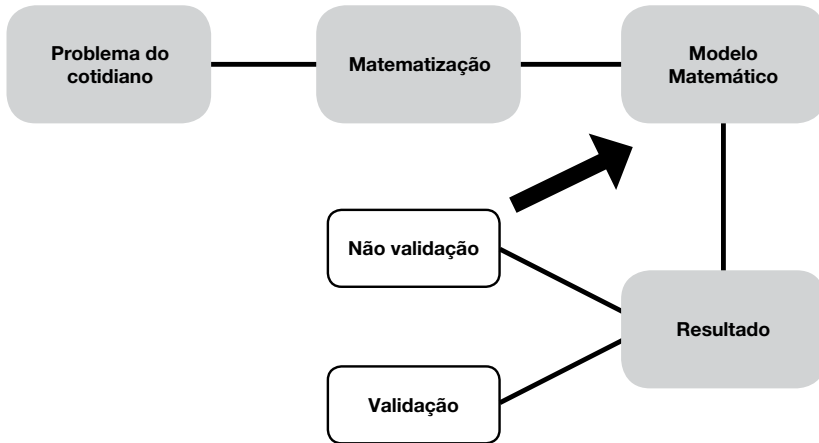 Problema do
cotidiano
Matematização
Modelo
Matemático
Não validação
Resultado
Validação